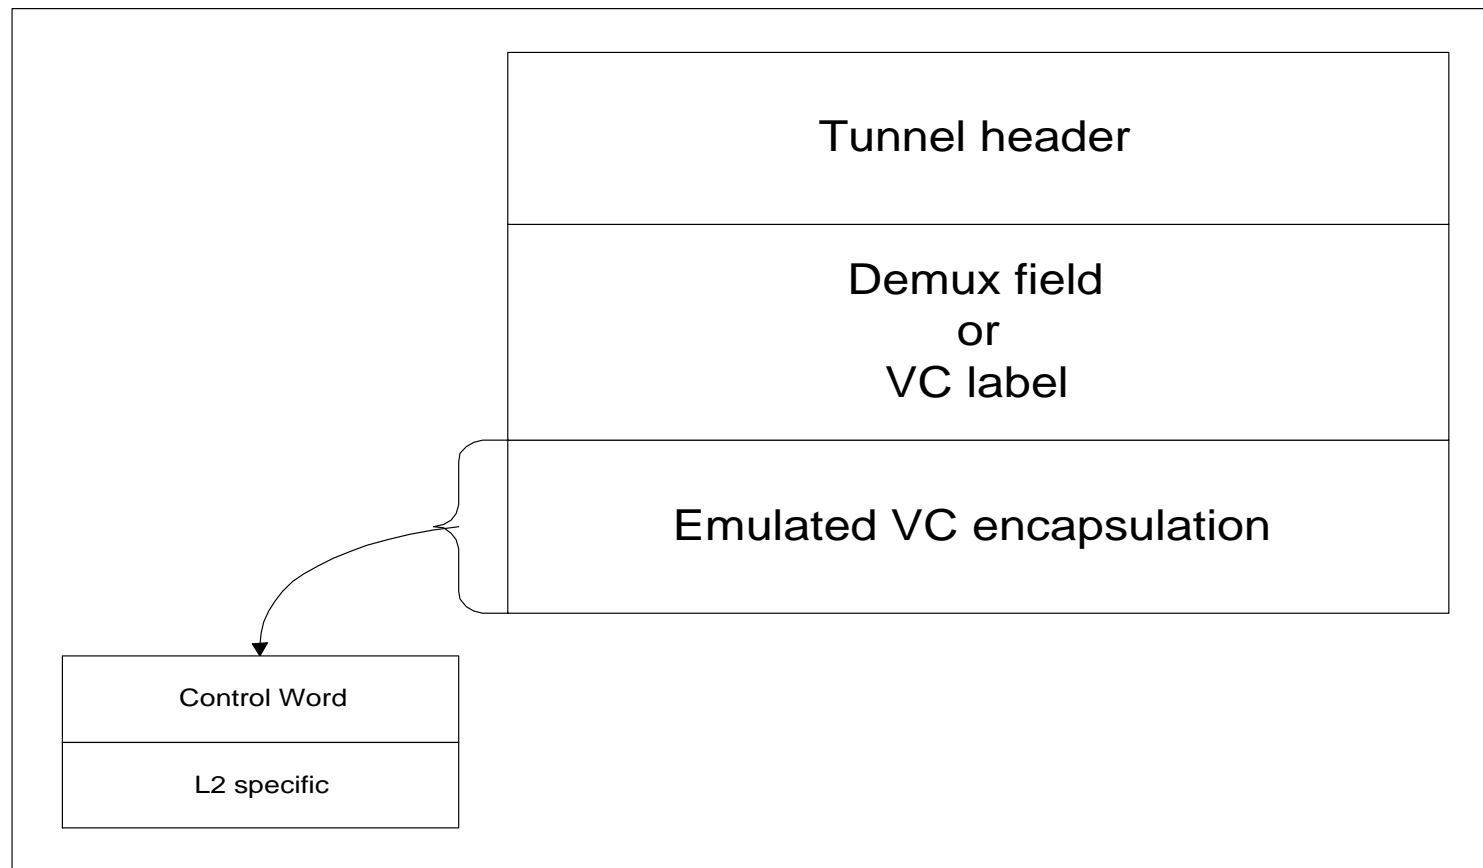 Tunnel header
Demux field
or
VC label
Emulated VC encapsulation
Control Word
L2 specific